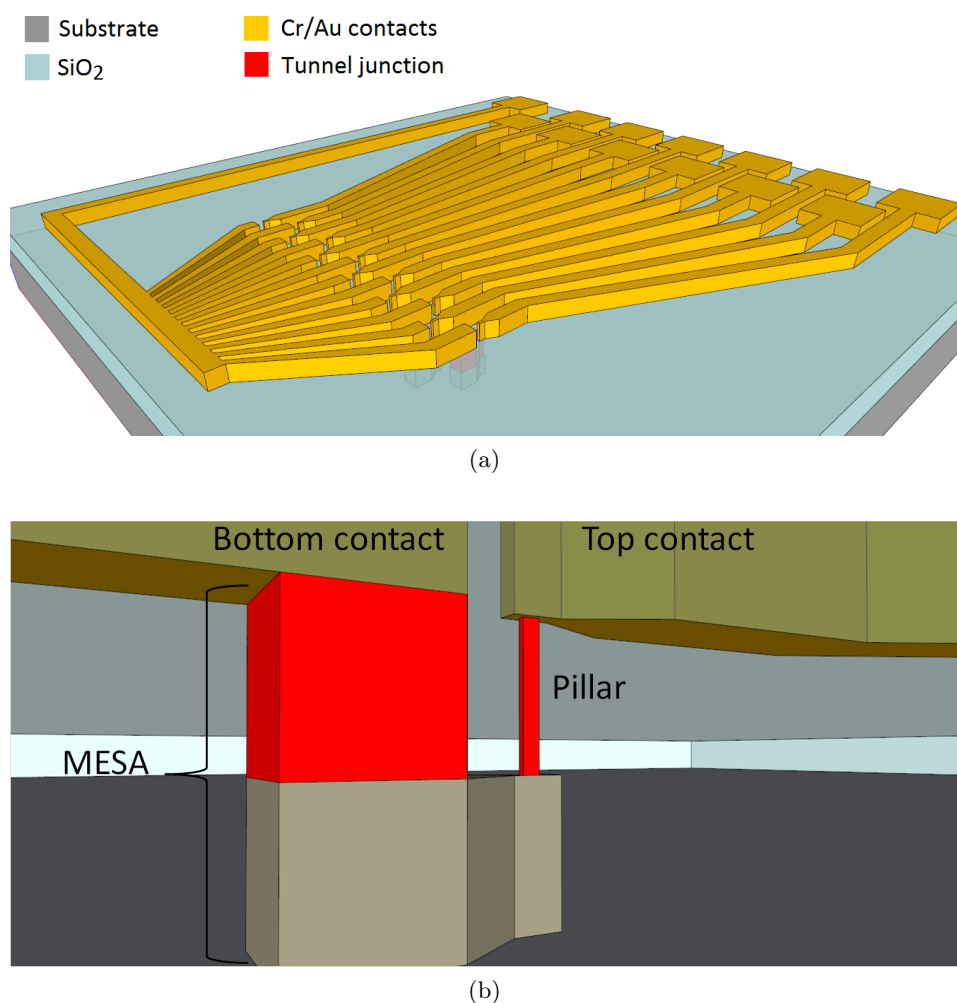 Substrate
Cr/Au contacts
SiO₂
Tunnel junction
(a)
Bottom contact
Top contact
Pillar
MESA
(b)